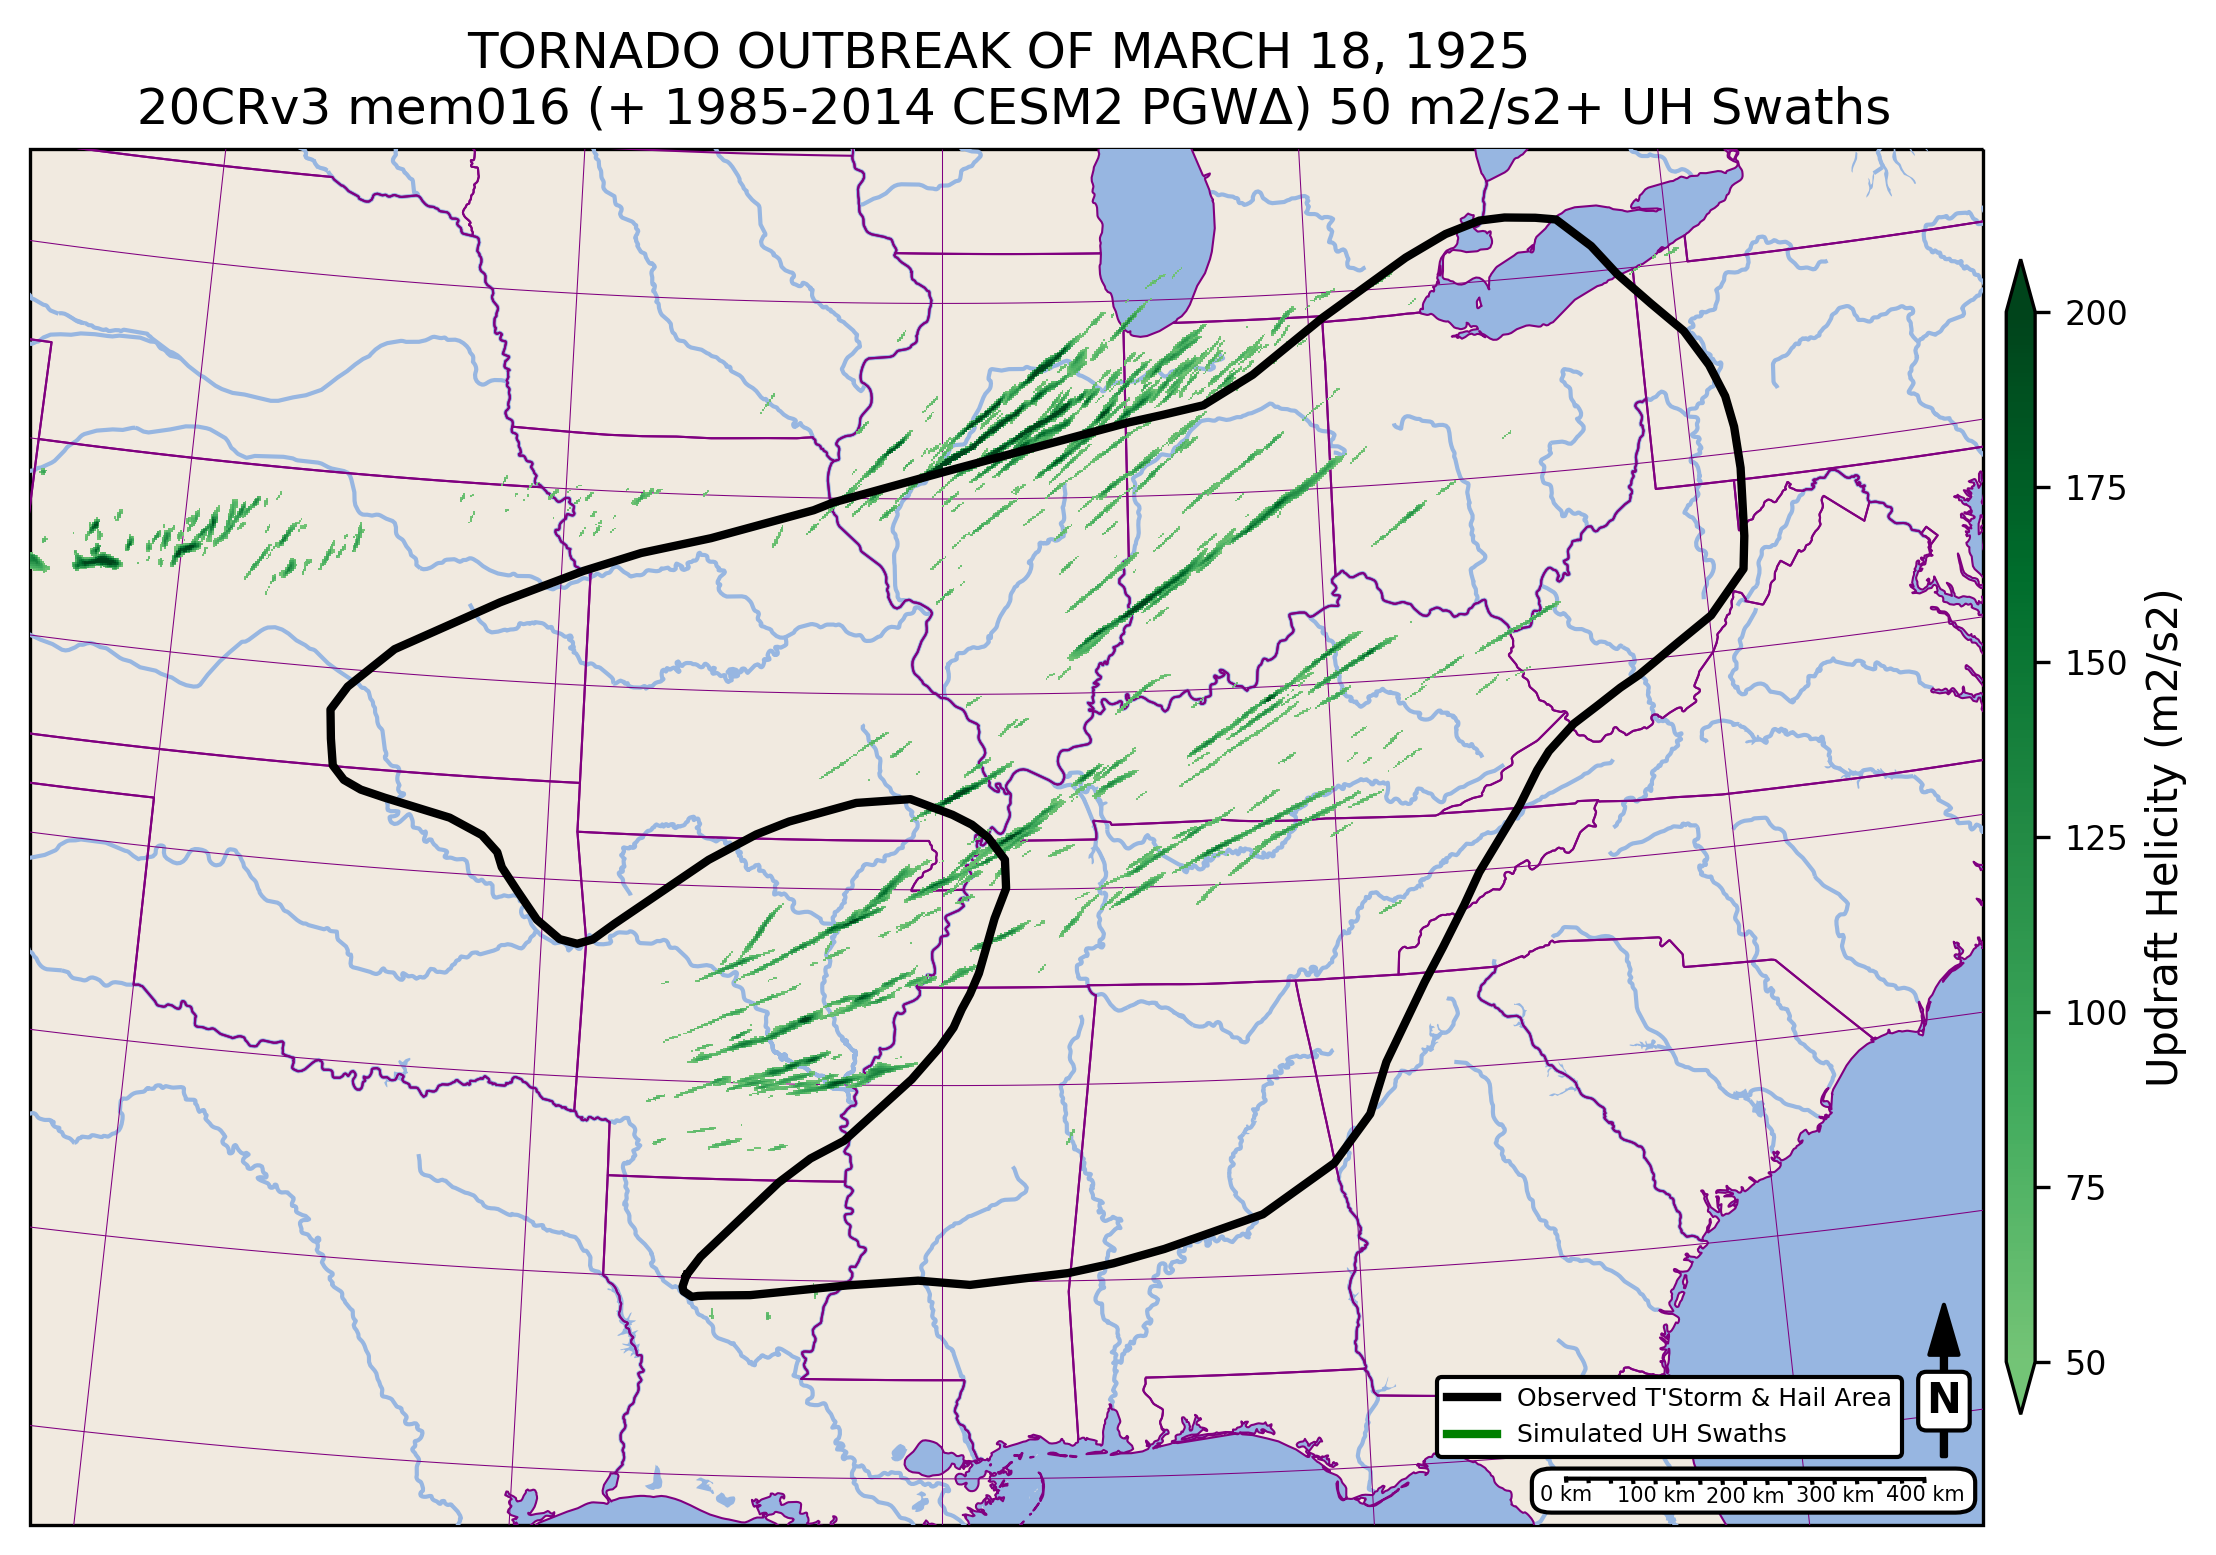 TORNADO OUTBREAK OF MARCH 18, 1925
20CRv3 mem016 (+ 1985-2014 CESM2 PGWΔ) 50 m2/s2+ UH Swaths
200
175
150
125
100
75
50
Updraft Helicity (m2/s2)
Observed T'Storm & Hail Area
Simulated UH Swaths
N
0 km 100 km 200 km 300 km 400 km